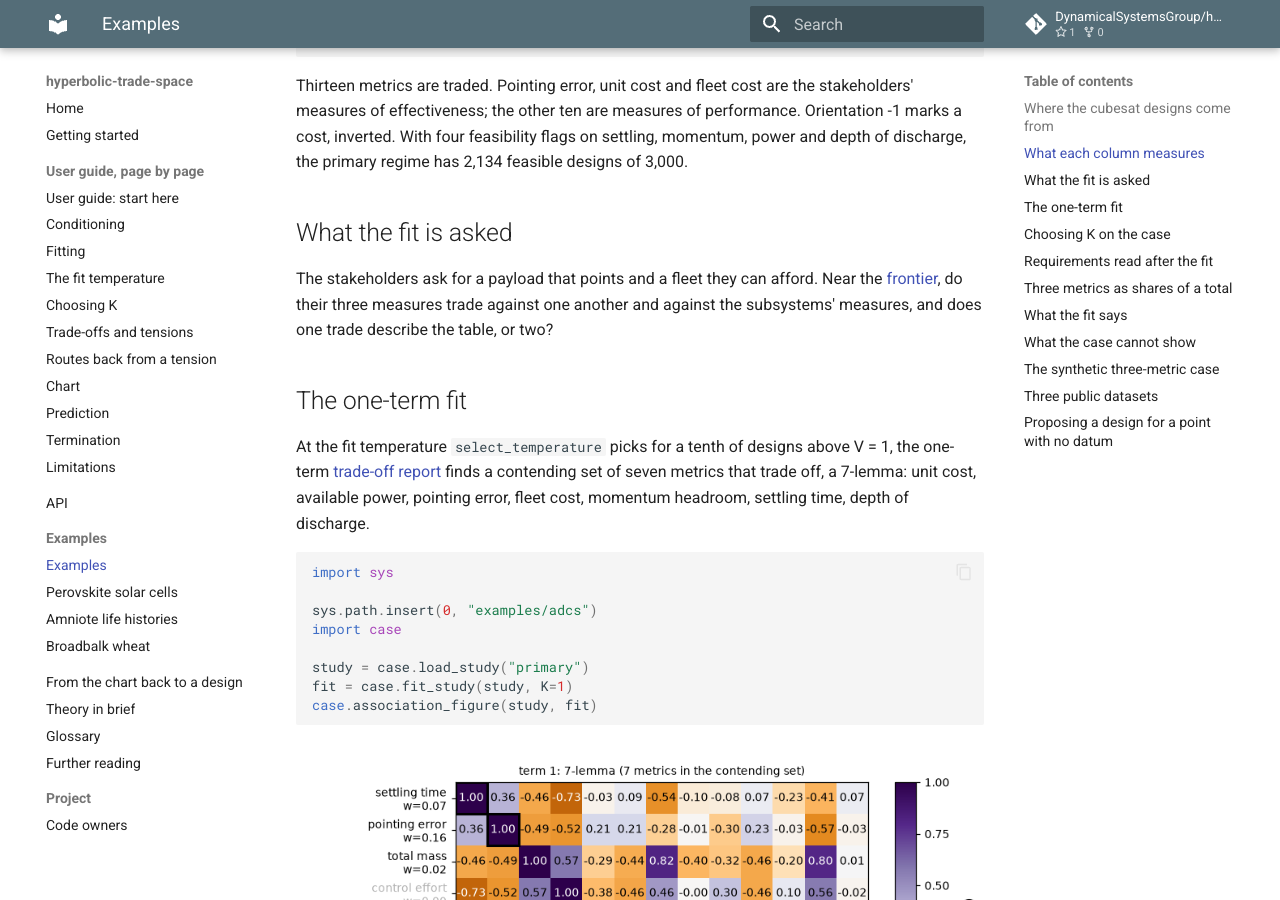 Examples
Search
DynamicalSystemsGroup/h…
1 0
hyperbolic-trade-space
Home
Getting started
User guide, page by page
User guide: start here
Conditioning
Fitting
The fit temperature
Choosing K
Trade-offs and tensions
Routes back from a tension
Chart
Prediction
Termination
Limitations
API
Examples
Examples
Perovskite solar cells
Amniote life histories
Broadbalk wheat
From the chart back to a design
Theory in brief
Glossary
Further reading
Project
Code owners
Thirteen metrics are traded. Pointing error, unit cost and fleet cost are the stakeholders'
measures of effectiveness; the other ten are measures of performance. Orientation -1 marks a
cost, inverted. With four feasibility flags on settling, momentum, power and depth of discharge,
the primary regime has 2,134 feasible designs of 3,000.
What the fit is asked
The stakeholders ask for a payload that points and a fleet they can afford. Near the frontier, do
their three measures trade against one another and against the subsystems' measures, and does
one trade describe the table, or two?
The one-term fit
At the fit temperature select_temperature picks for a tenth of designs above V = 1, the one-
term trade-off report finds a contending set of seven metrics that trade off, a 7-lemma: unit cost,
available power, pointing error, fleet cost, momentum headroom, settling time, depth of
discharge.
import sys
sys.path.insert(0, "examples/adcs")
import case
study = case.load_study("primary")
fit = case.fit_study(study, K=1)
case.association_figure(study, fit)
term 1: 7-lemma (7 metrics in the contending set)
settling time
w=0.07
1.00 0.36 -0.46 -0.73 -0.03 0.09 -0.54 -0.10 -0.08 0.07 -0.23 -0.41 0.07
pointing error
w=0.16
0.36 1.00 -0.49 -0.52 0.21 0.21 -0.28 -0.01 -0.30 0.23 -0.03 -0.57 -0.03
total mass
w=0.02
-0.46 -0.49 1.00 0.57 -0.29 -0.44 0.82 -0.40 -0.32 -0.46 -0.20 0.80 0.01
control effort
-0.73 -0.52 0.57 1.00 -0.38 -0.46 0.46 -0.00 0.30 -0.46 0.10 0.56 -0.02
1.00
0.75
0.50
Table of contents
Where the cubesat designs come
from
What each column measures
What the fit is asked
The one-term fit
Choosing K on the case
Requirements read after the fit
Three metrics as shares of a total
What the fit says
What the case cannot show
The synthetic three-metric case
Three public datasets
Proposing a design for a point
with no datum